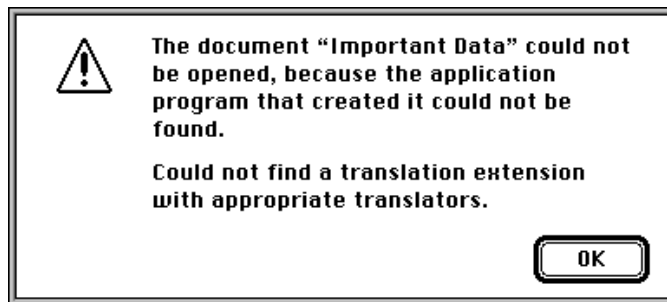 The document “Important Data” could not
be opened, because the application
program that created it could not be
found.
Could not find a translation extension
with appropriate translators.
OK